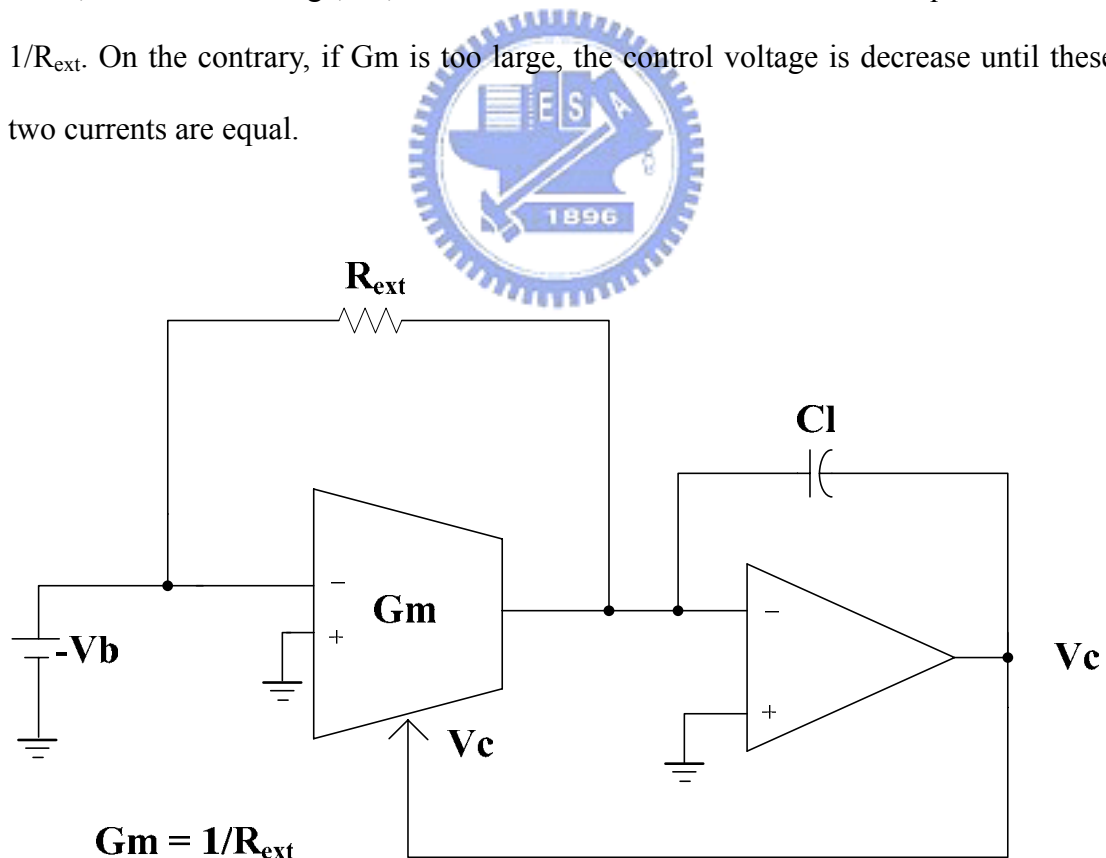 1/Rext. On the contrary, if Gm is too large, the control voltage is decrease until these
two currents are equal.
E S A
1896
Rext
Cl
−
Gm
+
-Vb
−
Vc
+
Vc
Gm = 1/Rext